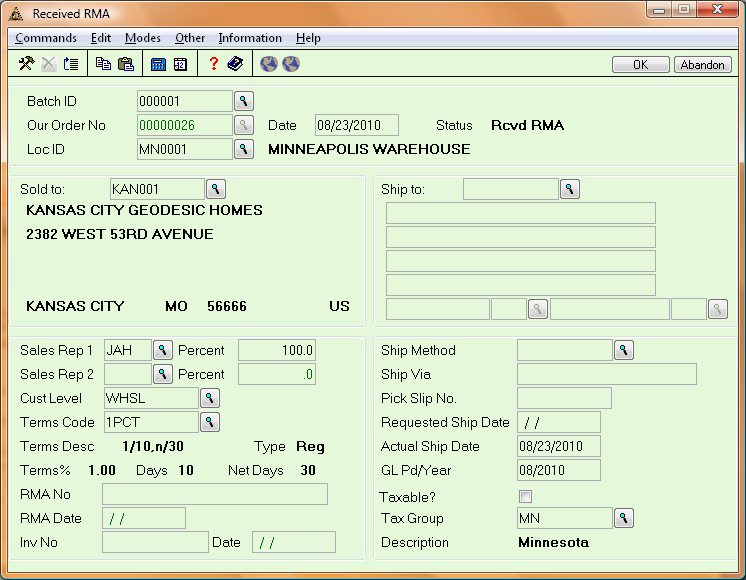 Received RMA
Commands Edit Modes Other Information Help
OK Abandon
Batch ID 000001
Our Order No 00000026 Date 08/23/2010 Status Rcvd RMA
Loc ID MN0001 MINNEAPOLIS WAREHOUSE
Sold to: KAN001
KANSAS CITY GEODESIC HOMES
2382 WEST 53RD AVENUE
KANSAS CITY MO 56666 US
Ship to:
Sales Rep 1 JAH Percent 100.0
Sales Rep 2 Percent .0
Cust Level WHSL
Terms Code 1PCT
Terms Desc 1/10,n/30 Type Reg
Terms% 1.00 Days 10 Net Days 30
RMA No
RMA Date / /
Inv No Date / /
Ship Method
Ship Via
Pick Slip No.
Requested Ship Date / /
Actual Ship Date 08/23/2010
GL Pd/Year 08/2010
Taxable?
Tax Group MN
Description Minnesota